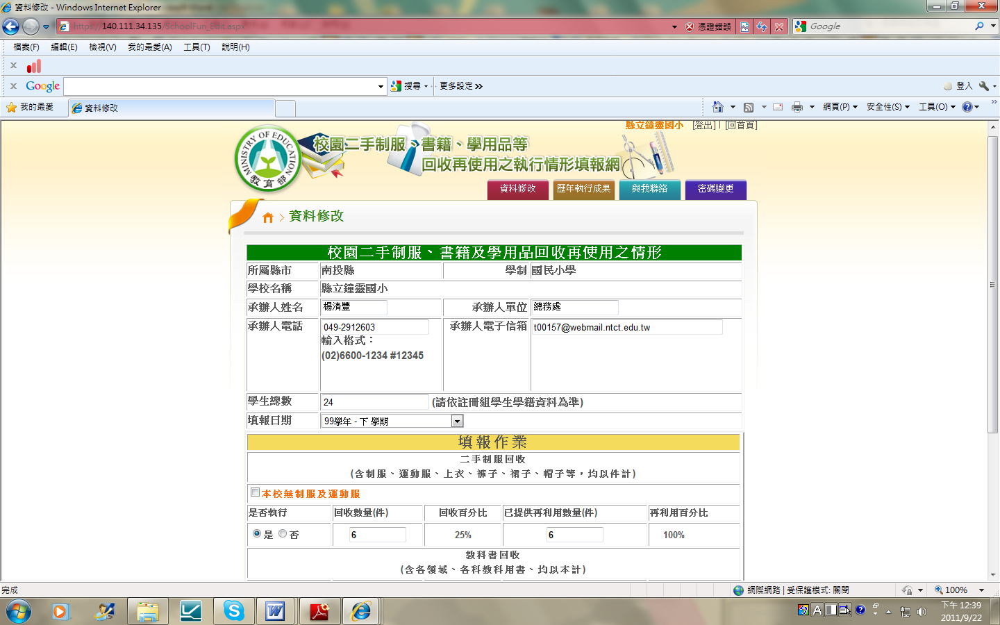 資料修改 - Windows Internet Explorer
https://140.111.34.135/SchoolFun_Edit.aspx
憑證錯誤
Google
檔案(F) 編輯(E) 檢視(V) 我的最愛(A) 工具(T) 說明(H)
Google 搜尋 更多設定 登入
我的最愛 資料修改 網頁(P) 安全性(S) 工具(O)
縣立鐘靈國小 [登出] | [回首頁]
MINISTRY OF EDUCATION 教育部
校園二手制服、書籍、學用品等
回收再使用之執行情形填報網
資料修改 歷年執行成果 與我聯絡 密碼變更
資料修改
校園二手制服、書籍及學用品回收再使用之情形
所屬縣市 南投縣 學制 國民小學
學校名稱 縣立鐘靈國小
承辦人姓名 楊清豐 承辦人單位 總務處
承辦人電話 049-2912603 承辦人電子信箱 t00157@webmail.ntct.edu.tw
輸入格式：
(02)6600-1234 #12345
學生總數 24 (請依註冊組學生學籍資料為準)
填報日期 99學年 - 下 學期
填報作業
二手制服回收
(含制服、運動服、上衣、褲子、裙子、帽子等，均以件計)
本校無制服及運動服
是否執行 回收數量(件) 回收百分比 已提供再利用數量(件) 再利用百分比
是 否 6 25% 6 100%
教科書回收
(含各領域、各科教科用書、均以本計)
完成 網際網路 | 受保護模式: 關閉 100%
下午 12:39
2011/9/22